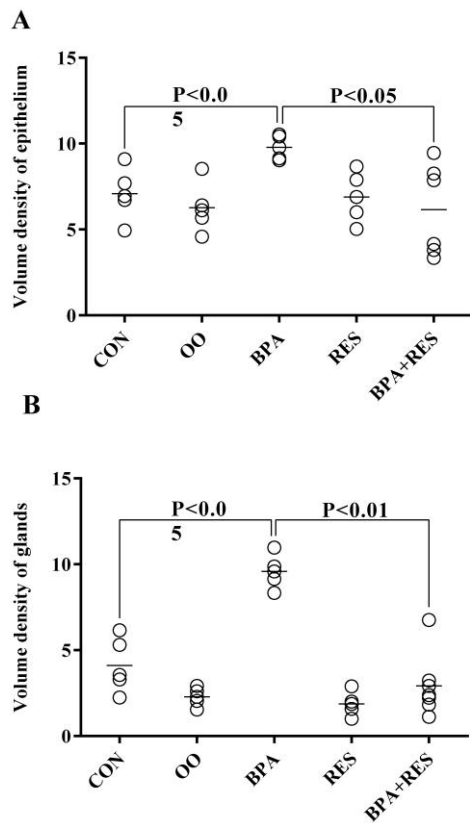 A
Volume density of epithelium
15
10
5
0
P<0.0
5
P<0.05
CON
OO
BPA
RES
BPA+RES
B
Volume density of glands
15
10
5
0
P<0.0
5
P<0.01
CON
OO
BPA
RES
BPA+RES